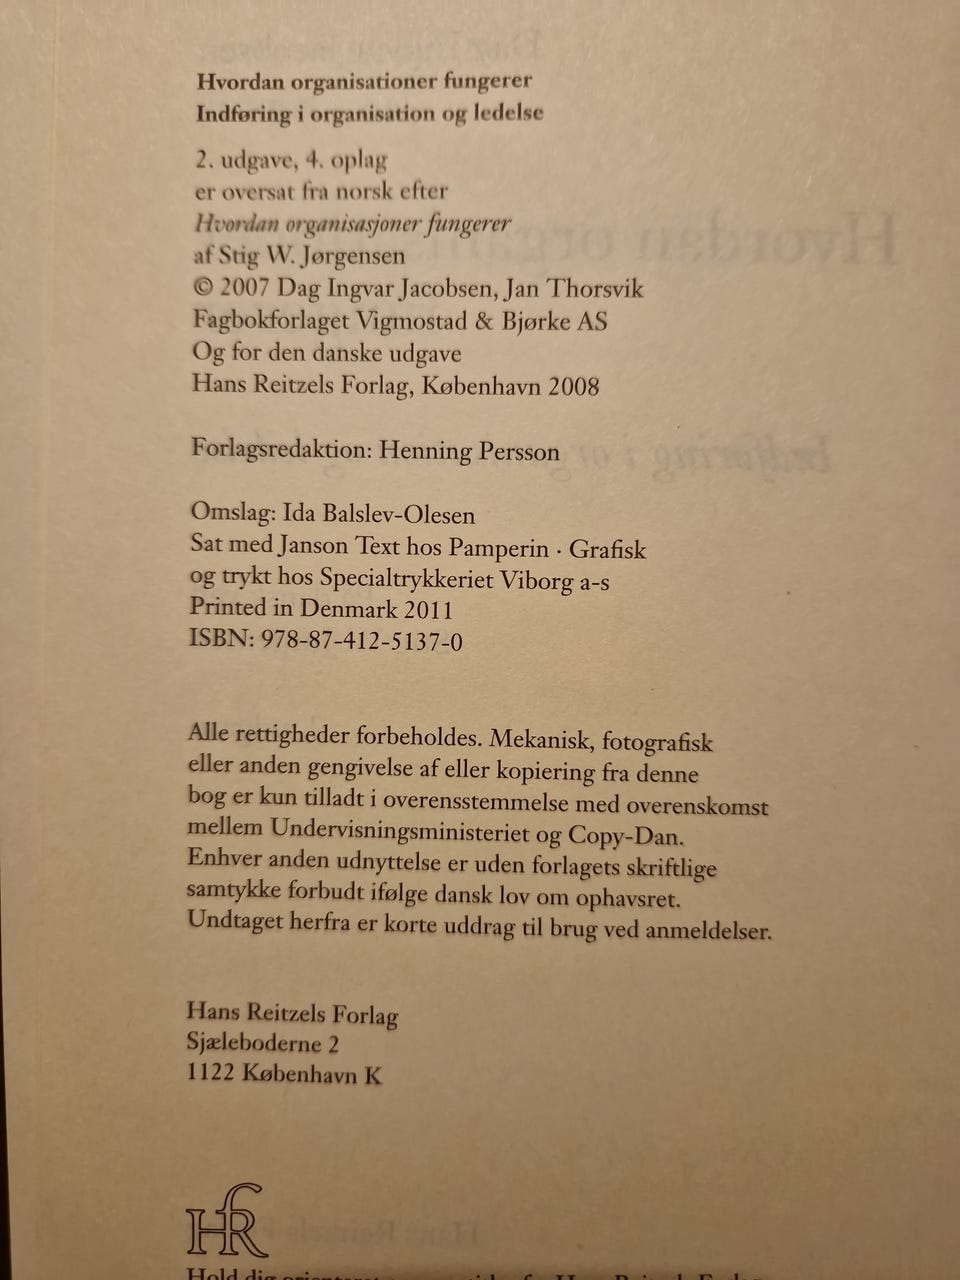 Hvordan organisationer fungerer
Indføring i organisation og ledelse
2. udgave, 4. oplag
er oversat fra norsk efter
Hvordan organisasjoner fungerer
af Stig W. Jørgensen
© 2007 Dag Ingvar Jacobsen, Jan Thorsvik
Fagbokforlaget Vigmostad & Bjørke AS
Og for den danske udgave
Hans Reitzels Forlag, København 2008
Forlagsredaktion: Henning Persson
Omslag: Ida Balslev-Olesen
Sat med Janson Text hos Pamperin · Grafisk
og trykt hos Specialtrykkeriet Viborg a-s
Printed in Denmark 2011
ISBN: 978-87-412-5137-0
Alle rettigheder forbeholdes. Mekanisk, fotografisk
eller anden gengivelse af eller kopiering fra denne
bog er kun tilladt i overensstemmelse med overenskomst
mellem Undervisningsministeriet og Copy-Dan.
Enhver anden udnyttelse er uden forlagets skriftlige
samtykke forbudt ifølge dansk lov om ophavsret.
Undtaget herfra er korte uddrag til brug ved anmeldelser.
Hans Reitzels Forlag
Sjæleboderne 2
1122 København K
HR
Hold dig